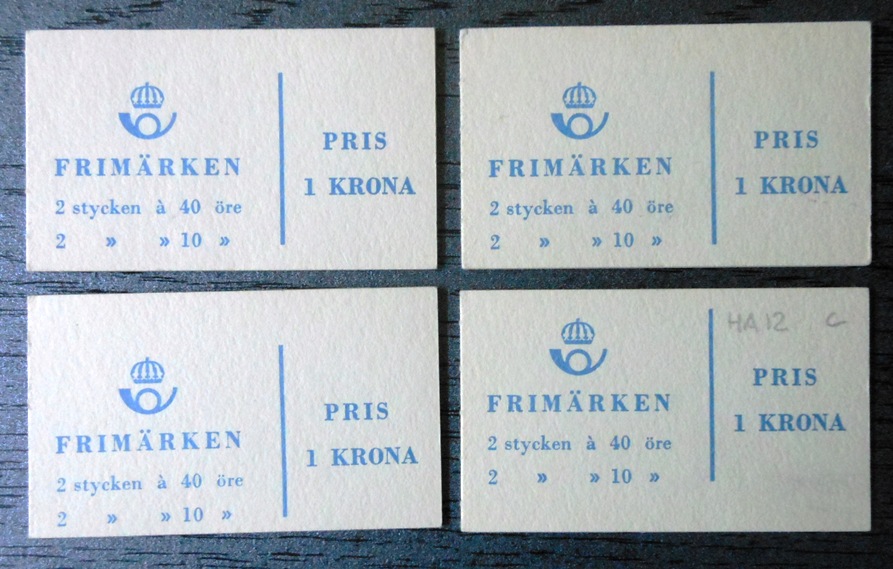 FRIMÄRKEN
2 stycken à 40 öre
2 » » 10 »
PRIS
1 KRONA
FRIMÄRKEN
2 stycken à 40 öre
2 » » 10 »
PRIS
1 KRONA
FRIMÄRKEN
2 stycken à 40 öre
2 » » 10 »
PRIS
1 KRONA
HA12 C
FRIMÄRKEN
2 stycken à 40 öre
2 » » 10 »
PRIS
1 KRONA